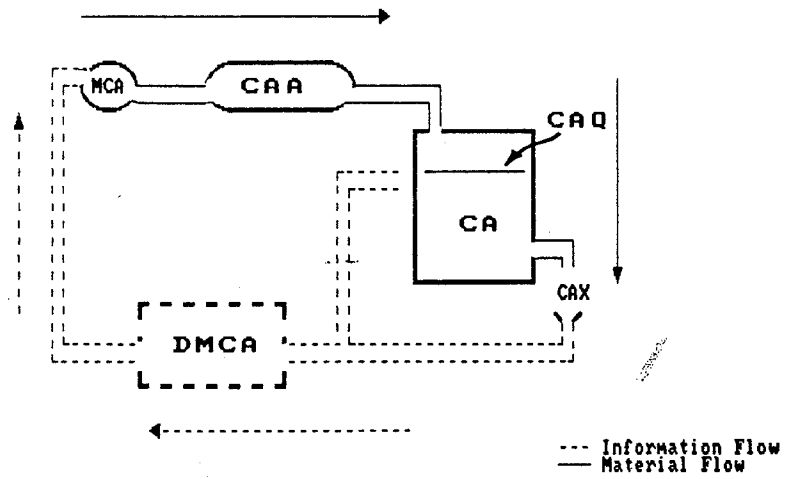 MCA
CAA
CAQ
CA
CAX
DMCA
--- Information Flow
— Material Flow